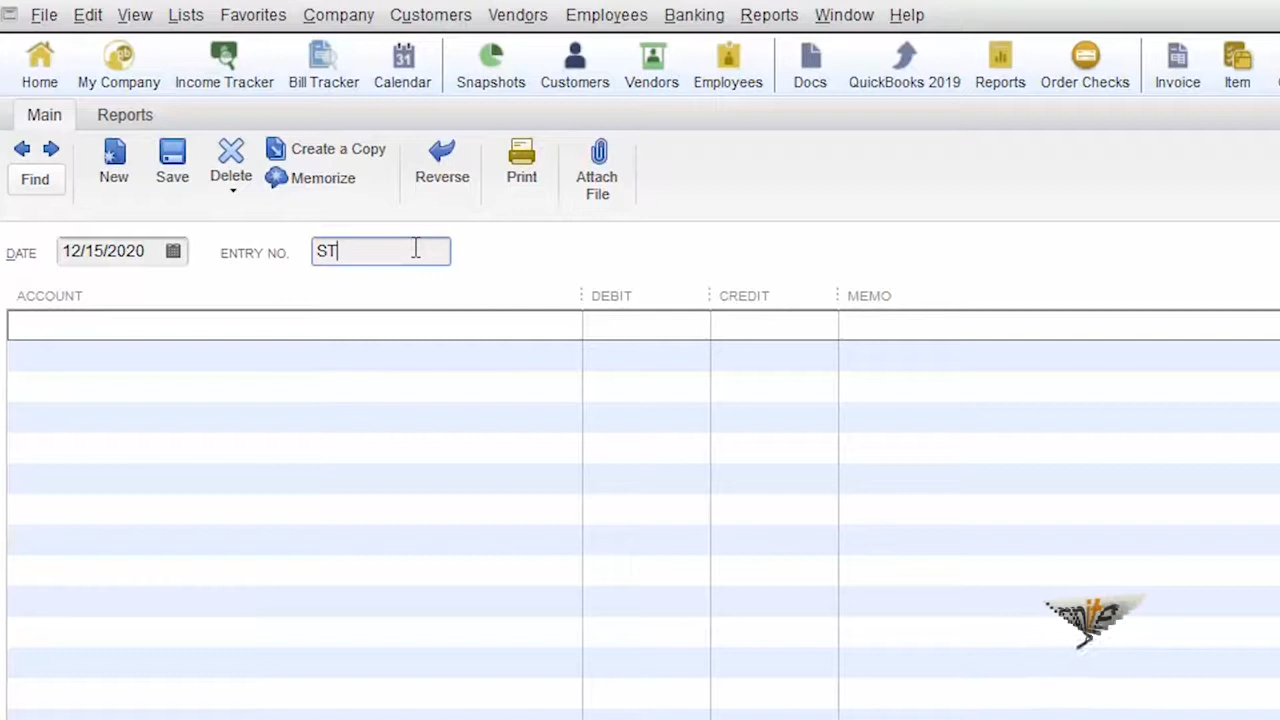 File Edit View Lists Favorites Company Customers Vendors Employees Banking Reports Window Help
31
Home My Company Income Tracker Bill Tracker Calendar Snapshots Customers Vendors Employees Docs QuickBooks 2019 Reports Order Checks Invoice Item
Main Reports
Find New Save Delete Create a Copy Memorize Reverse Print Attach File
DATE 12/15/2020 ENTRY NO. ST
ACCOUNT DEBIT CREDIT MEMO